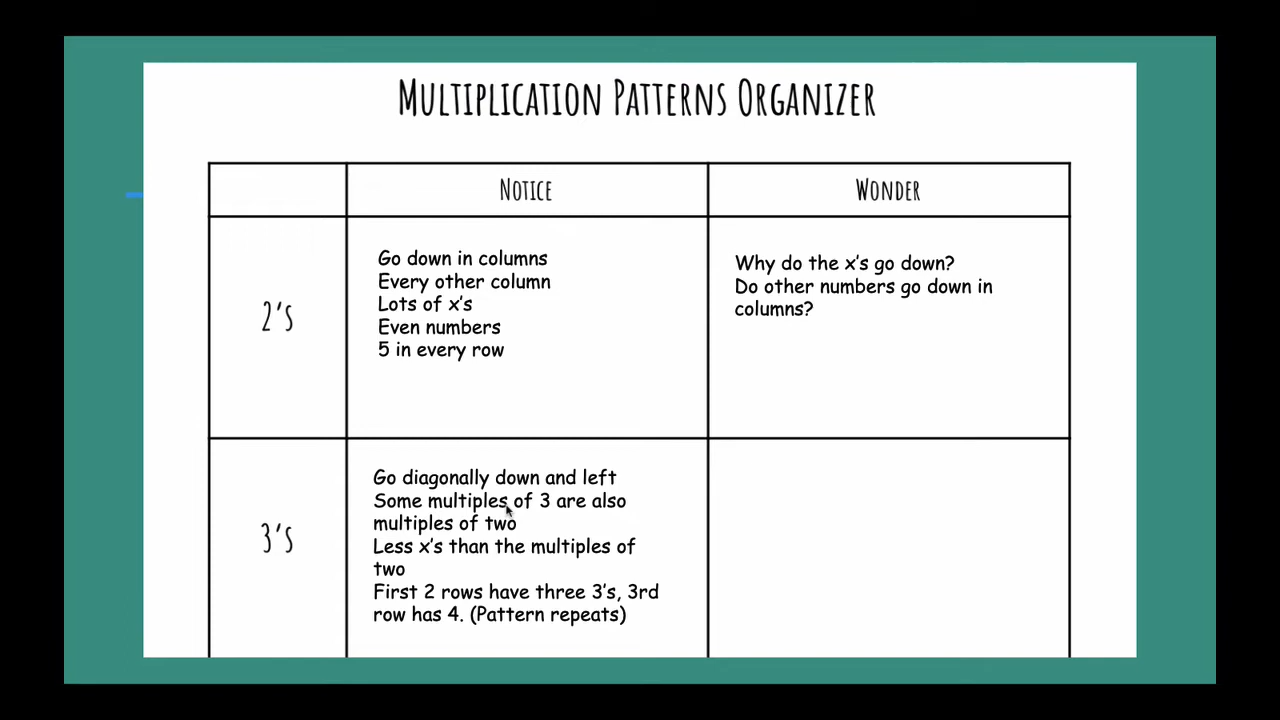 Multiplication Patterns Organizer
Notice
Wonder
2's
Go down in columns
Every other column
Lots of x's
Even numbers
5 in every row
Why do the x's go down?
Do other numbers go down in
columns?
3's
Go diagonally down and left
Some multiples of 3 are also
multiples of two
Less x's than the multiples of
two
First 2 rows have three 3's, 3rd
row has 4. (Pattern repeats)